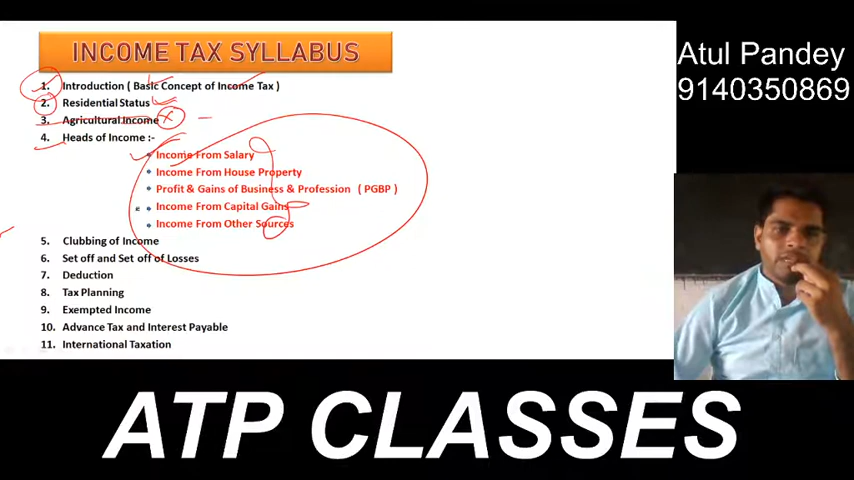 INCOME TAX SYLLABUS
Atul Pandey
9140350869
1. Introduction ( Basic Concept of Income Tax )
2. Residential Status
3. Agricultural Income
4. Heads of Income :-
Income From Salary
Income From House Property
Profit & Gains of Business & Profession ( PGBP )
Income From Capital Gains
Income From Other Sources
5. Clubbing of Income
6. Set off and Set off of Losses
7. Deduction
8. Tax Planning
9. Exempted Income
10. Advance Tax and Interest Payable
11. International Taxation
ATP CLASSES